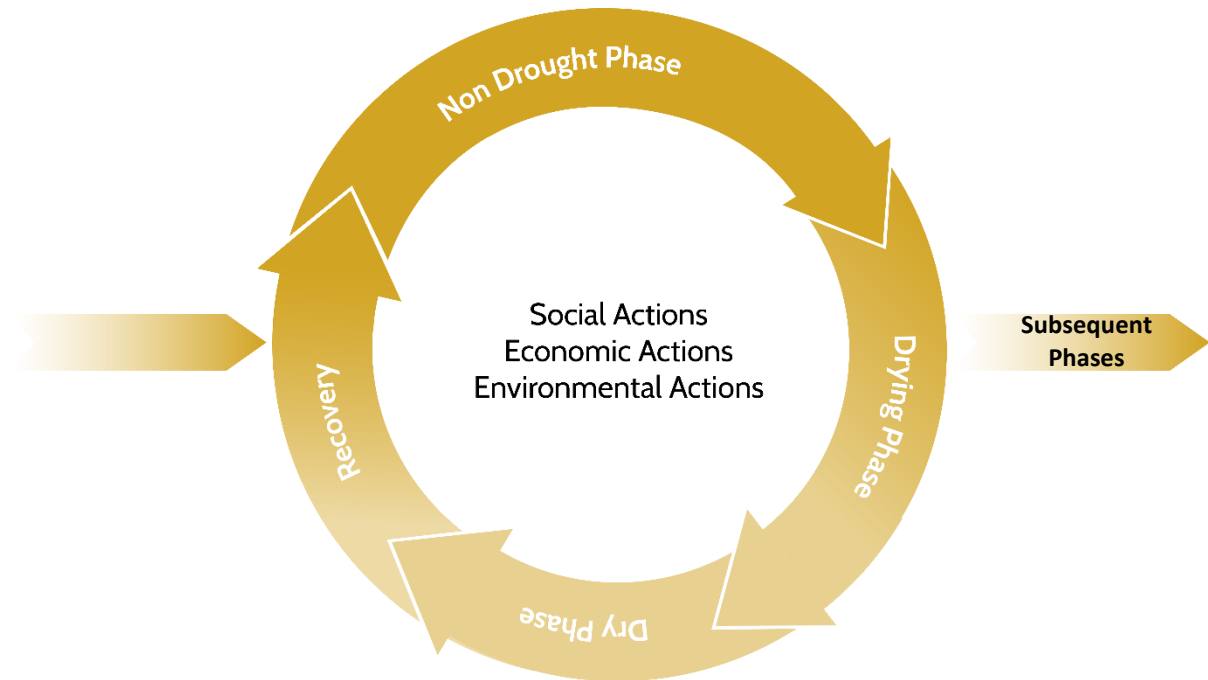 Non Drought Phase
Social Actions
Economic Actions
Environmental Actions
Drying Phase
Subsequent
Phases
Recovery
Dry Phase